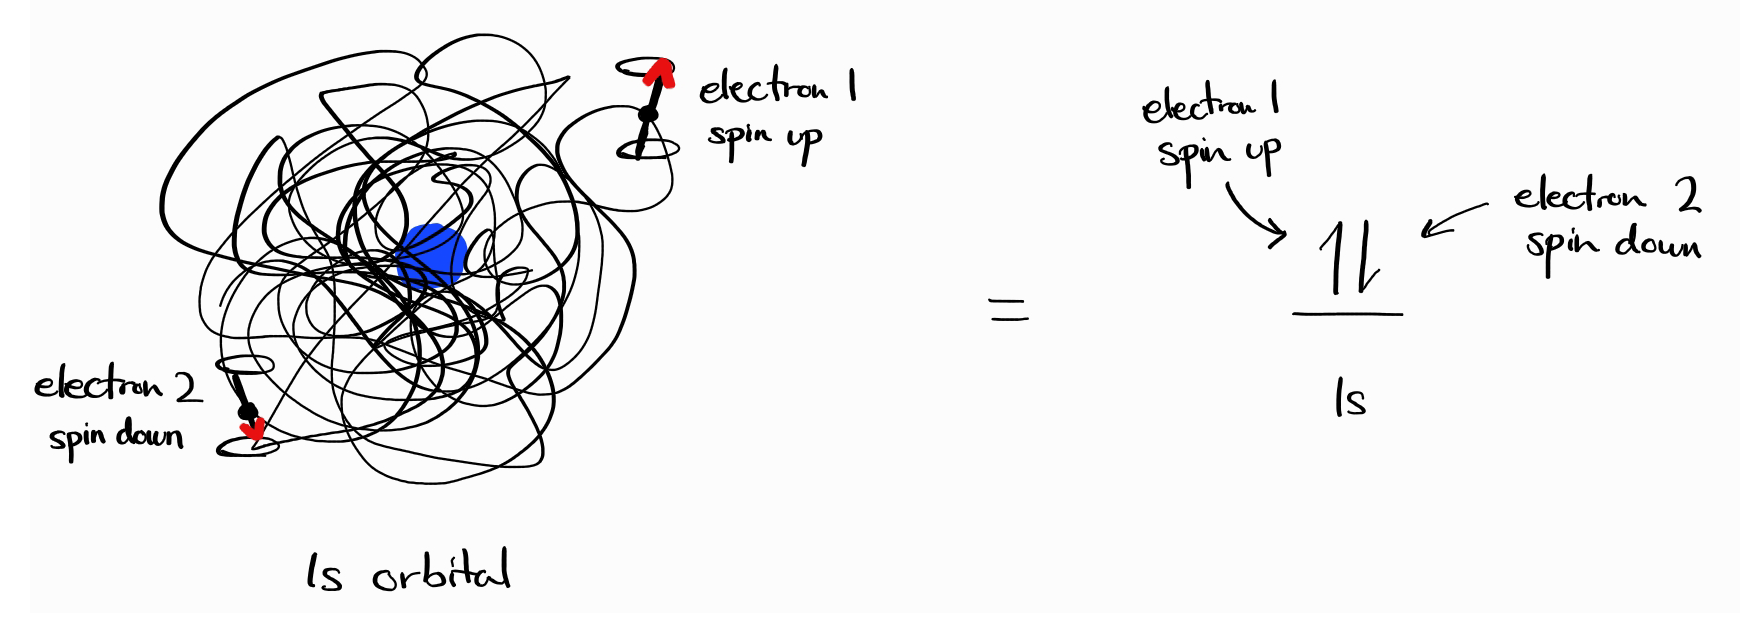 electron 1
spin up
electron 2
spin down
1s orbital
=
electron 1
spin up
electron 2
spin down
1s